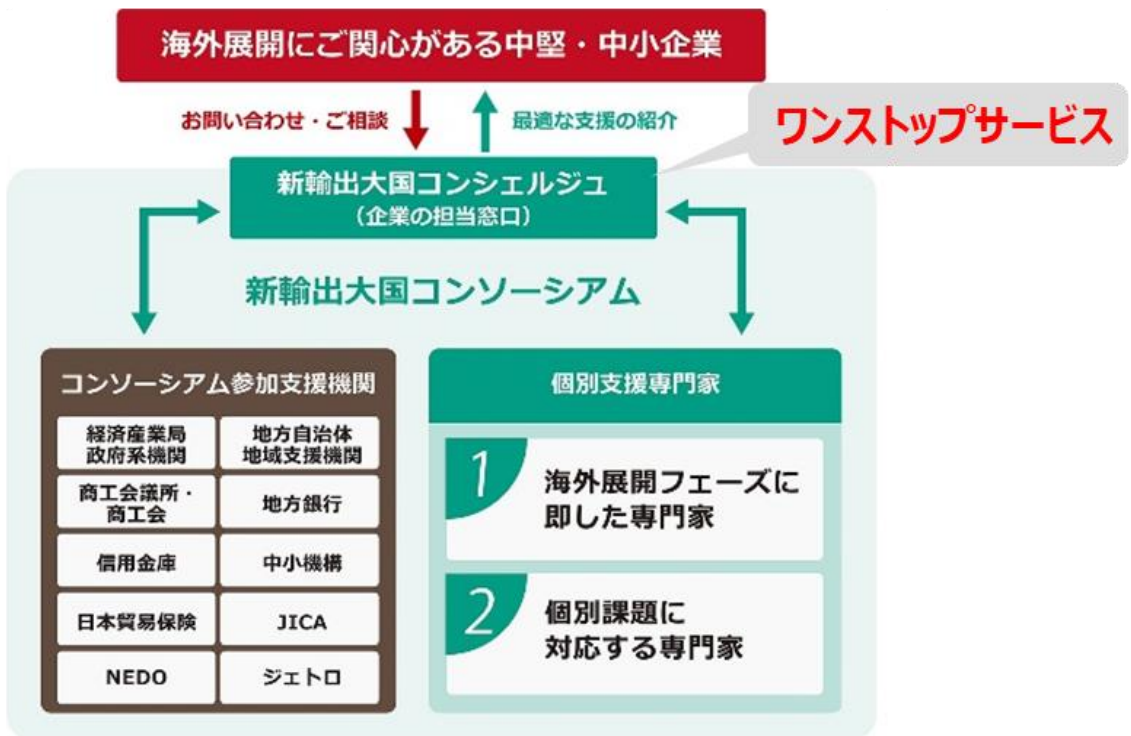 海外展開にご関心がある中堅・中小企業
お問い合わせ・ご相談
最適な支援の紹介
ワンストップサービス
新輸出大国コンシェルジュ
（企業の担当窓口）
新輸出大国コンソーシアム
コンソーシアム参加支援機関
経済産業局
政府系機関
地方自治体
地域支援機関
商工会議所・
商工会
地方銀行
信用金庫
中小機構
日本貿易保険
JICA
NEDO
ジェトロ
個別支援専門家
1
海外展開フェーズに
即した専門家
2
個別課題に
対応する専門家